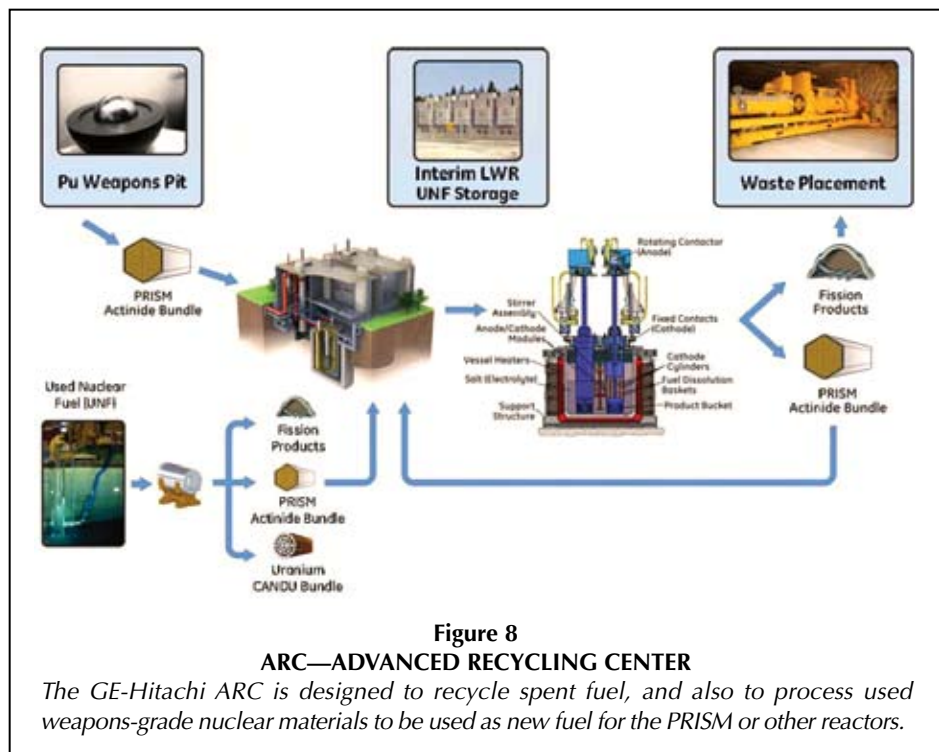 Pu Weapons Pit
Interim LWR
UNF Storage
Waste Placement
PRISM
Actinide Bundle
Rotating Contactor
(Anode)
Stirrer
Assembly
Anode/Cathode
Modules
Vessel Heaters
Salt (Electrolyte)
Support
Structure
Fixed Contacts
(Cathode)
Cathode
Cylinders
Fuel Dissolution
Baskets
Product Bucket
Fission
Products
PRISM
Actinide Bundle
Used Nuclear
Fuel (UNF)
Fission
Products
PRISM
Actinide Bundle
Uranium
CANDU Bundle
Figure 8
ARC—ADVANCED RECYCLING CENTER
The GE-Hitachi ARC is designed to recycle spent fuel, and also to process used
weapons-grade nuclear materials to be used as new fuel for the PRISM or other reactors.